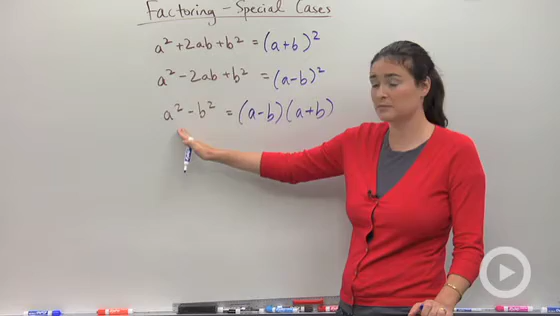 Factoring - Special Cases
a² + 2ab + b² = (a+b)²
a² - 2ab + b² = (a-b)²
a² - b² = (a-b)(a+b)